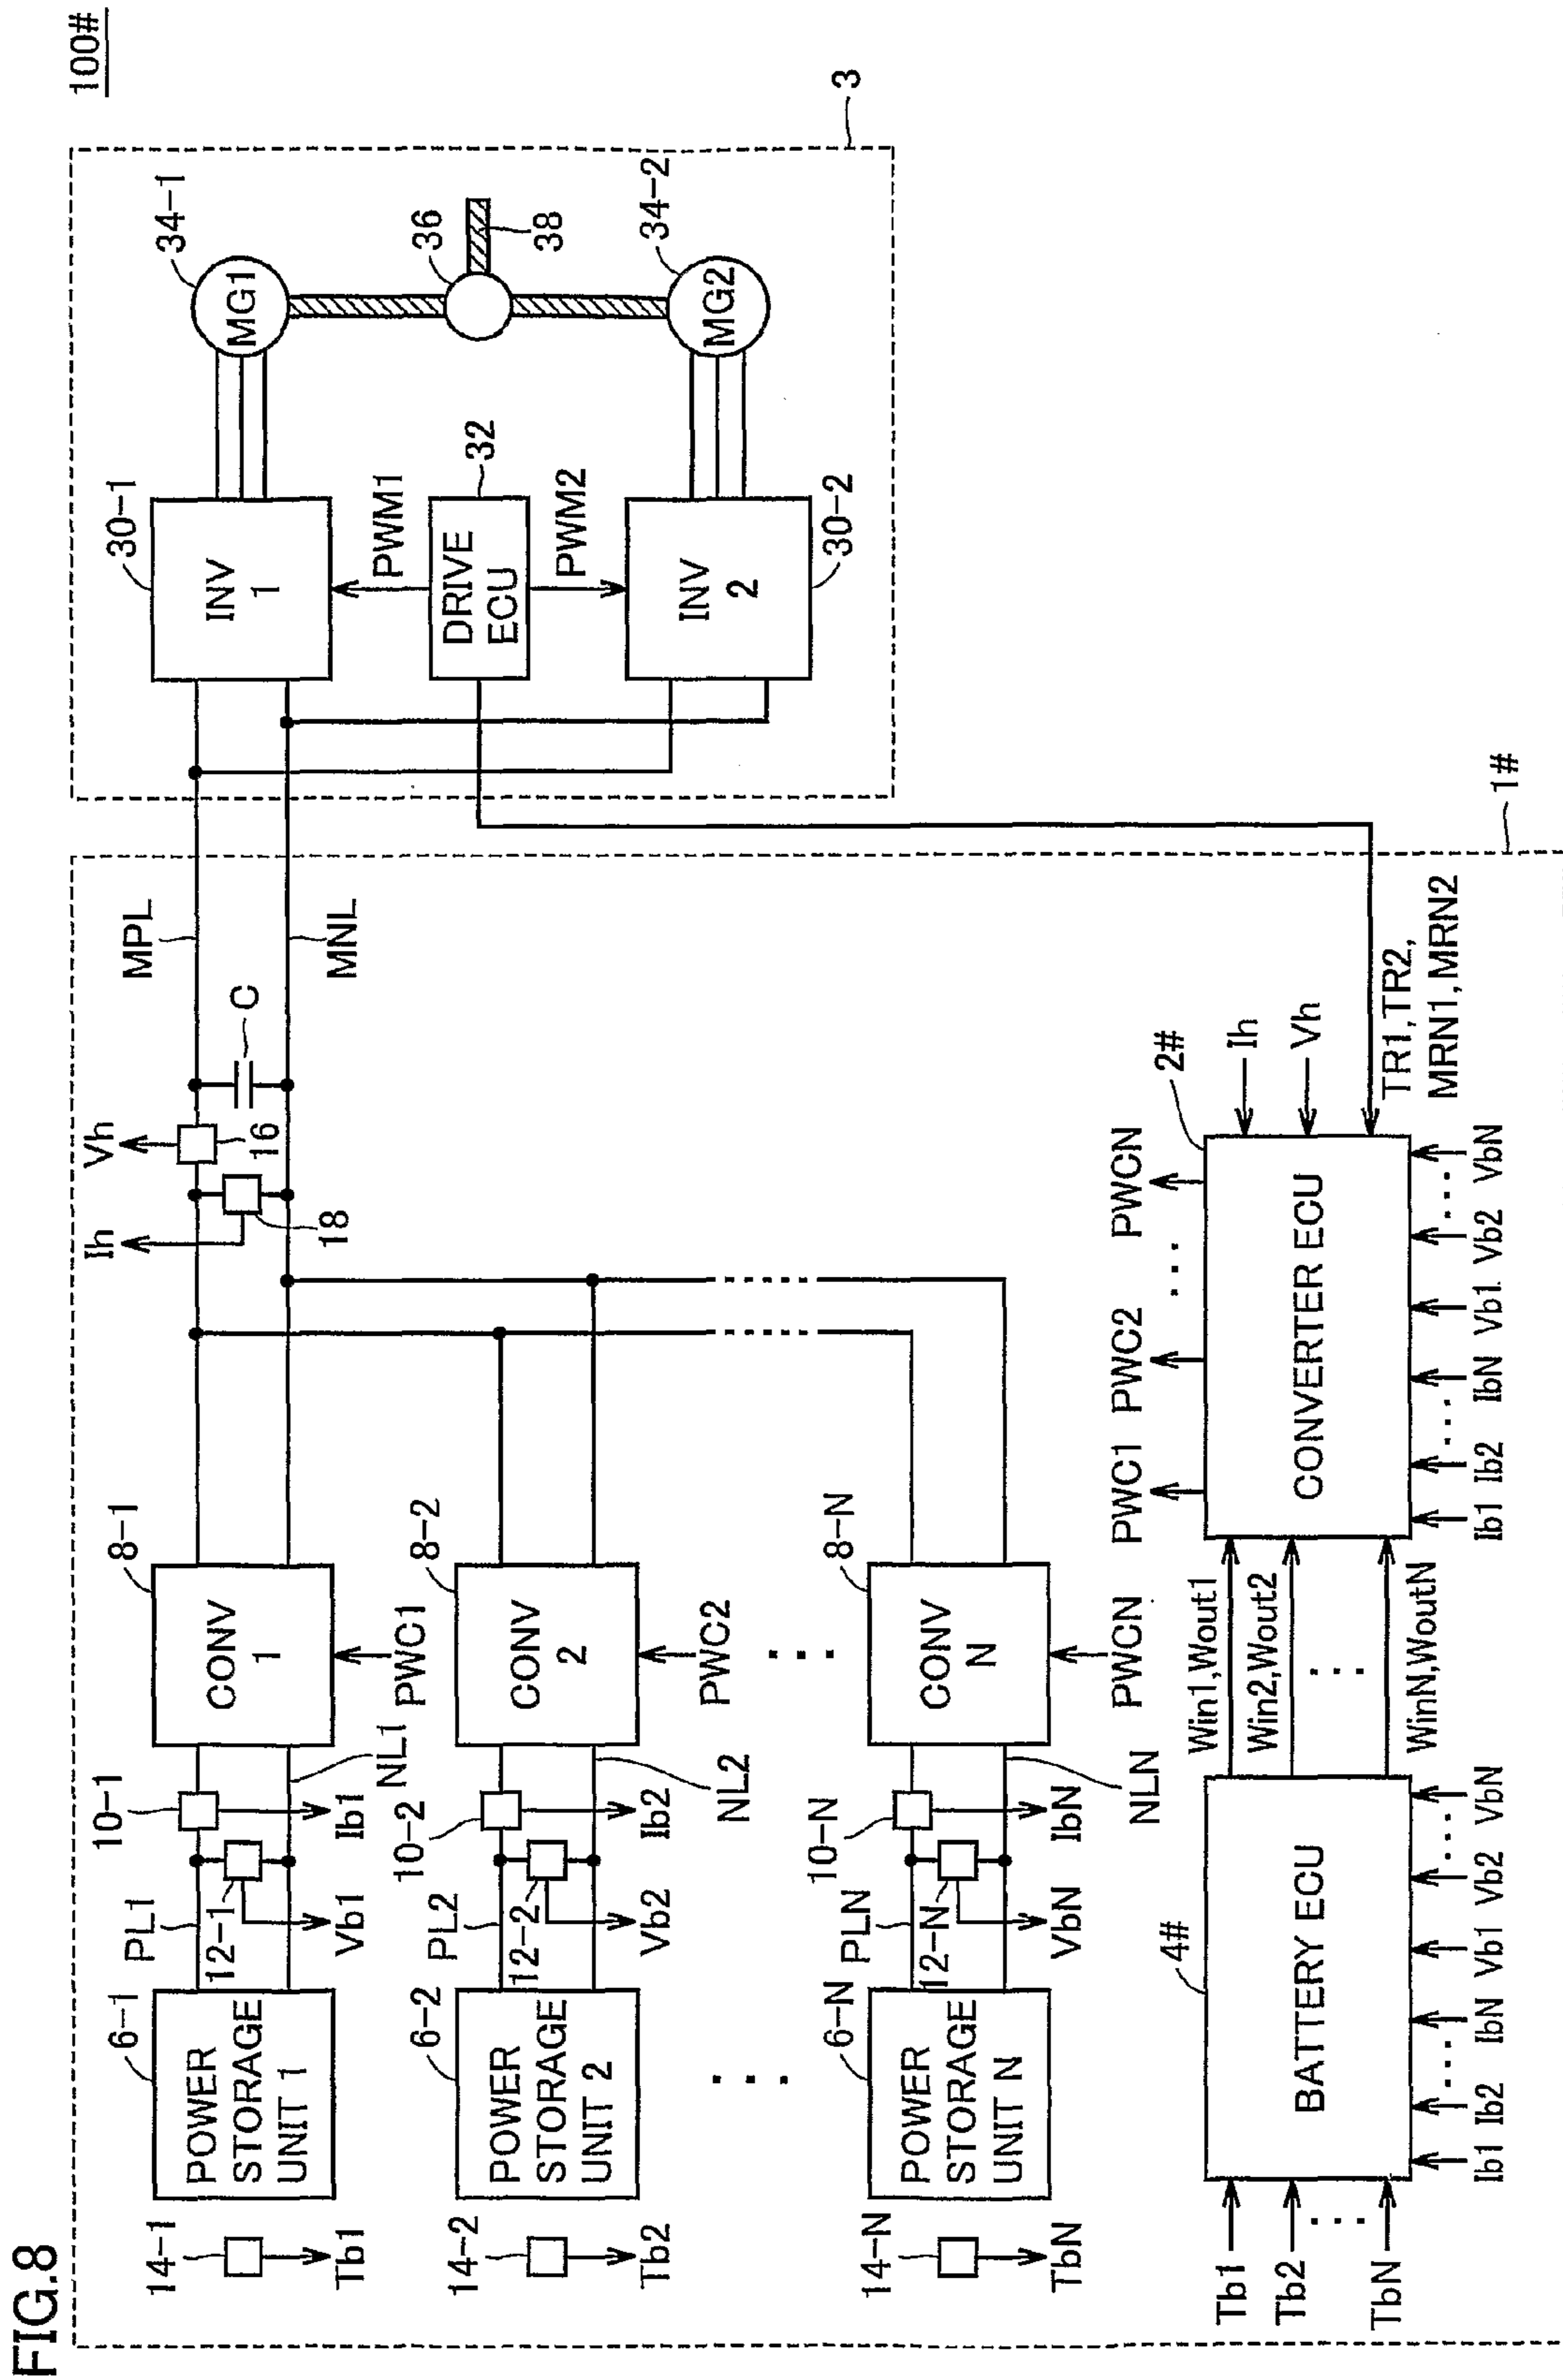 FIG.8
100#
3
34-1
MG1
36
38
34-2
MG2
30-1
INV
1
PWM1
32
DRIVE
ECU
PWM2
INV
2
30-2
1#
MPL
MNL
C
Vh
16
Ih
18
TR1,TR2,
MRN1,MRN2
8-1
CONV
1
PWC1
8-2
CONV
2
PWC2
...
8-N
CONV
N
PWCN
10-1
NL1
Ib1
PL1
12-1
Vb1
10-2
NL2
Ib2
PL2
12-2
Vb2
10-N
NLN
IbN
PLN
12-N
VbN
6-1
POWER
STORAGE
UNIT 1
6-2
POWER
STORAGE
UNIT 2
...
6-N
POWER
STORAGE
UNIT N
14-1
Tb1
14-2
Tb2
14-N
TbN
4#
BATTERY ECU
Tb1
Tb2
...
TbN
Ib1 Ib2 ... IbN Vb1 Vb2 ... VbN
Win1,Wout1
Win2,Wout2
...
WinN,WoutN
2#
CONVERTER ECU
PWC1 PWC2 ... PWCN
Ih
Vh
Ib1 Ib2 ... IbN Vb1 Vb2 ... VbN